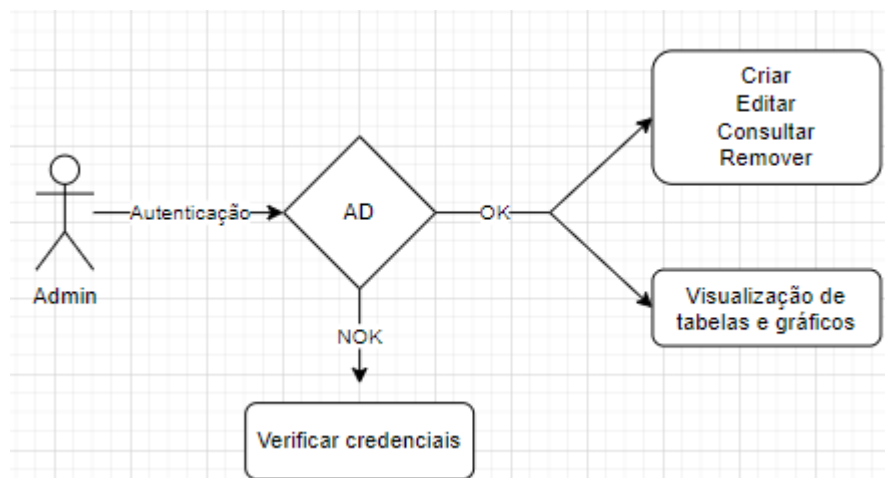 Criar
Editar
Consultar
Remover
Autenticação
AD
OK
Admin
Visualização de
tabelas e gráficos
NOK
Verificar credenciais